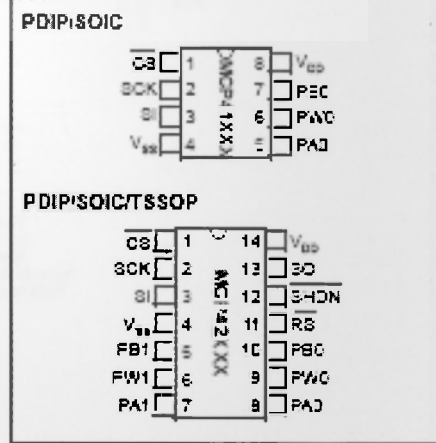 PDIP/SOIC
CS 1 8 VDD
SCK 2 7 PB0
SI 3 6 PW0
VSS 4 5 PA0
MCP41XXX
PDIP/SOIC/TSSOP
CS 1 14 VDD
SCK 2 13 SO
SI 3 12 SHDN
VSS 4 11 RS
PB1 5 10 PB0
PW1 6 9 PW0
PA1 7 8 PA0
MCP42XXX